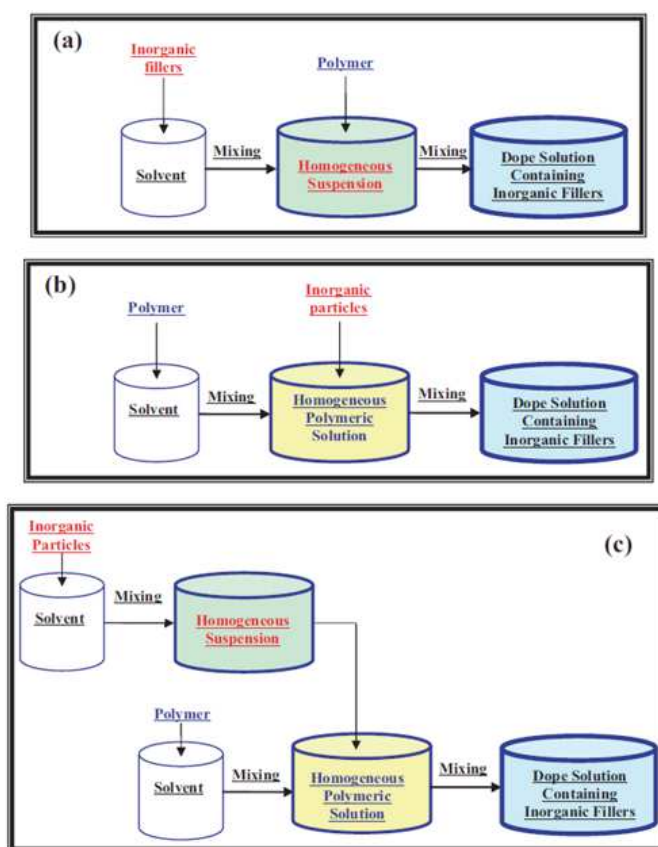 (a)
Inorganic
fillers
Polymer
Solvent
Mixing
Homogeneous
Suspension
Mixing
Dope Solution
Containing
Inorganic Fillers
(b)
Polymer
Inorganic
particles
Solvent
Mixing
Homogeneous
Polymeric
Solution
Mixing
Dope Solution
Containing
Inorganic Fillers
(c)
Inorganic
Particles
Solvent
Mixing
Homogeneous
Suspension
Polymer
Solvent
Mixing
Homogeneous
Polymeric
Solution
Mixing
Dope Solution
Containing
Inorganic Fillers